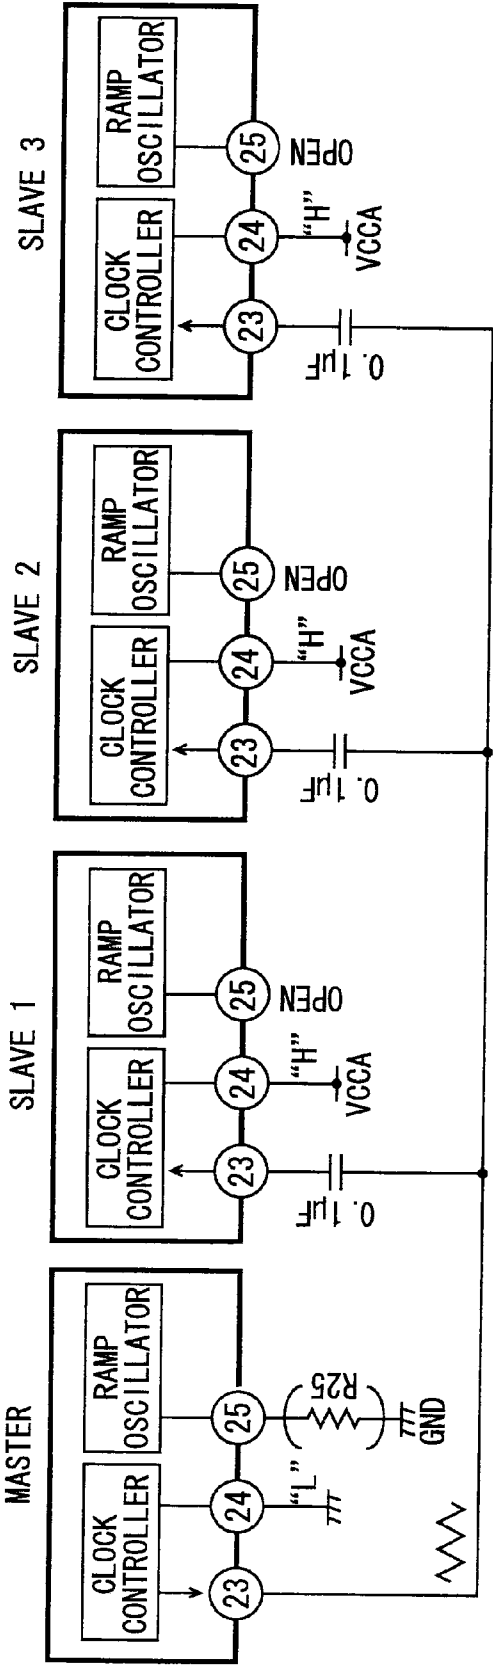 MASTER
CLOCK
CONTROLLER
RAMP
OSCILLATOR
23
24
25
"L"
(R25)
GND
SLAVE 1
CLOCK
CONTROLLER
RAMP
OSCILLATOR
23
24
25
0.1μF
"H"
VCCA
OPEN
SLAVE 2
CLOCK
CONTROLLER
RAMP
OSCILLATOR
23
24
25
0.1μF
"H"
VCCA
OPEN
SLAVE 3
CLOCK
CONTROLLER
RAMP
OSCILLATOR
23
24
25
0.1μF
"H"
VCCA
OPEN